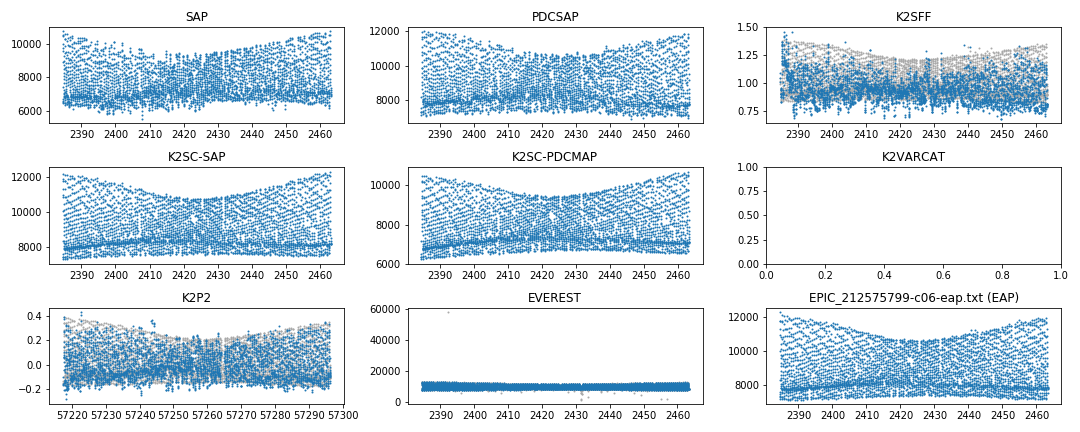 SAP PDCSAP K2SFF
10000 8000 6000
2390 2400 2410 2420 2430 2440 2450 2460
12000 10000 8000
2390 2400 2410 2420 2430 2440 2450 2460
1.50 1.25 1.00 0.75
2390 2400 2410 2420 2430 2440 2450 2460
K2SC-SAP K2SC-PDCMAP K2VARCAT
12000 10000 8000
2390 2400 2410 2420 2430 2440 2450 2460
10000 8000 6000
2390 2400 2410 2420 2430 2440 2450 2460
1.00 0.75 0.50 0.25 0.00
0.0 0.2 0.4 0.6 0.8 1.0
K2P2 EVEREST EPIC_212575799-c06-eap.txt (EAP)
0.4 0.2 0.0 −0.2
57220 57230 57240 57250 57260 57270 57280 57290 57300
60000 40000 20000 0
2390 2400 2410 2420 2430 2440 2450 2460
12000 10000 8000
2390 2400 2410 2420 2430 2440 2450 2460